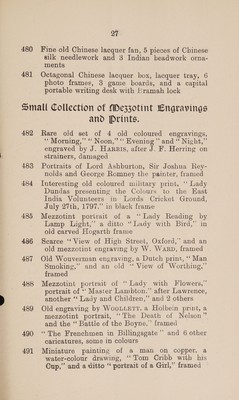 27
480 Fine old Chinese lacquer fan, 5 pieces of Chinese
silk needlework and 3 Indian beadwork orna-
ments
481 Octagonal Chinese lacquer box, lacquer tray, 6
photo frames, 3 game boards, and a capital
portable writing desk with Bramah lock
Small Collection of Mezzotint Engravings
and Prints.
482 Rare old set of 4 old coloured engravings,
"Morning," "Noon," "Evening" and "Night,"
engraved by J. HARRIS, after J. F. Herring on
strainers, damaged
483 Portraits of Lord Ashburton, Sir Joshua Rey-
nolds and George Romney the painter, framed
484 Interesting old coloured military print, "Lady
Dundas presenting the Colours to the East
India Volunteers in Lords Cricket Ground,
July 27th, 1797," in black frame
485 Mezzotint portrait of a "Lady Reading by
Lamp Light," a ditto "Lady with Bird," in
old carved Hogarth frame
486 Scarce "View of High Street, Oxford," and an
old mezzotint engraving by W. WARD, framed
487 Old Wouverman engraving, a Dutch print, "Man
Smoking," and an old "View of Worthing,"
framed
488 Mezzotint portrait of "Lady with Flowers,"
portrait of "Master Lambton," after Lawrence,
another "Lady and Children," and 2 others
489 Old engraving by WOOLLETT, a Holbein print, a
mezzotint portrait, "The Death of Nelson"
and the "Battle of the Boyne," framed
490 "The Frenchmen in Billingsgate" and 6 other
caricatures, some in colours
491 Miniature painting of a man on copper, a
water-colour drawing, "Tom Cribb with his
Cup," and a ditto "portrait of a Girl," framed